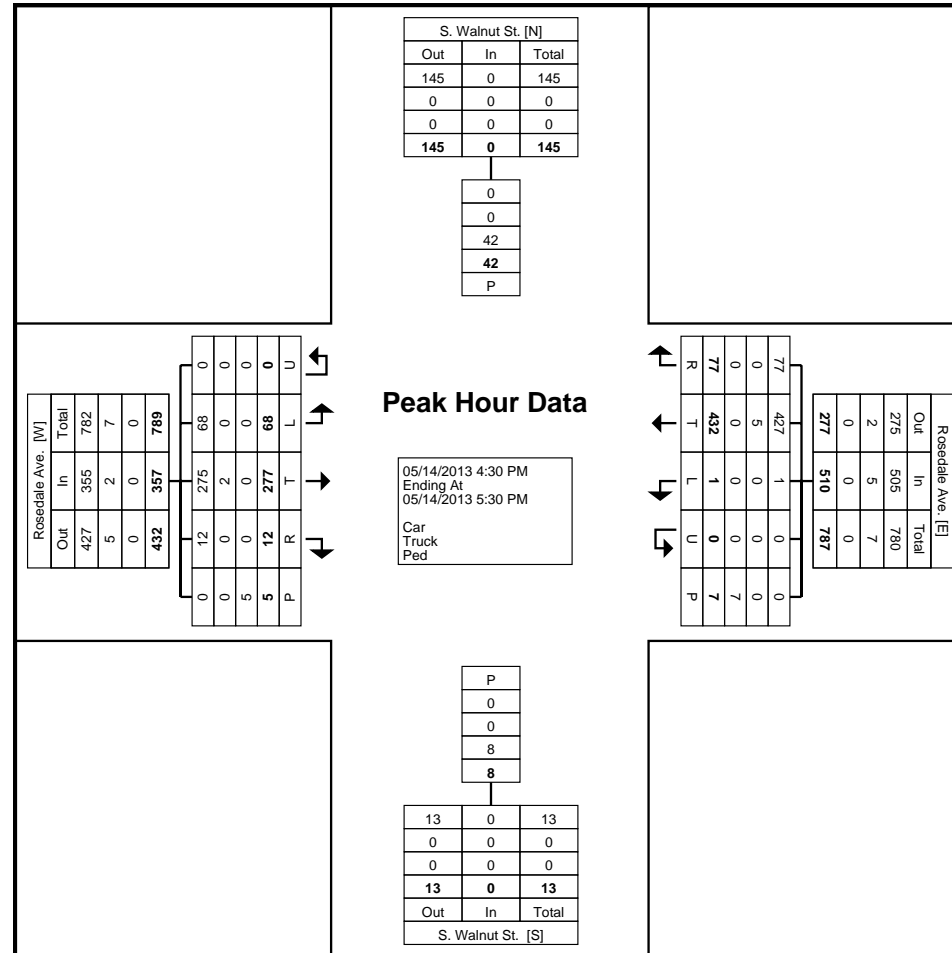 S. Walnut St. [N]
Out In Total
145 0 145
0 0 0
0 0 0
145 0 145
0
0
42
42
P
Rosedale Ave. [W]
Total In Out
782 355 427
7 2 5
0 0 0
789 357 432
0 68 275 12 0
0 0 2 0 0
0 0 0 0 5
0 68 277 12 5
U L T R P
Peak Hour Data
05/14/2013 4:30 PM
Ending At
05/14/2013 5:30 PM
Car
Truck
Ped
Rosedale Ave. [E]
Out In Total
275 505 780
2 5 7
0 0 0
277 510 787
77 427 1 0 0
0 5 0 0 0
0 0 0 0 7
77 432 1 0 7
R T L U P
P
0
0
8
8
13 0 13
0 0 0
0 0 0
13 0 13
Out In Total
S. Walnut St. [S]